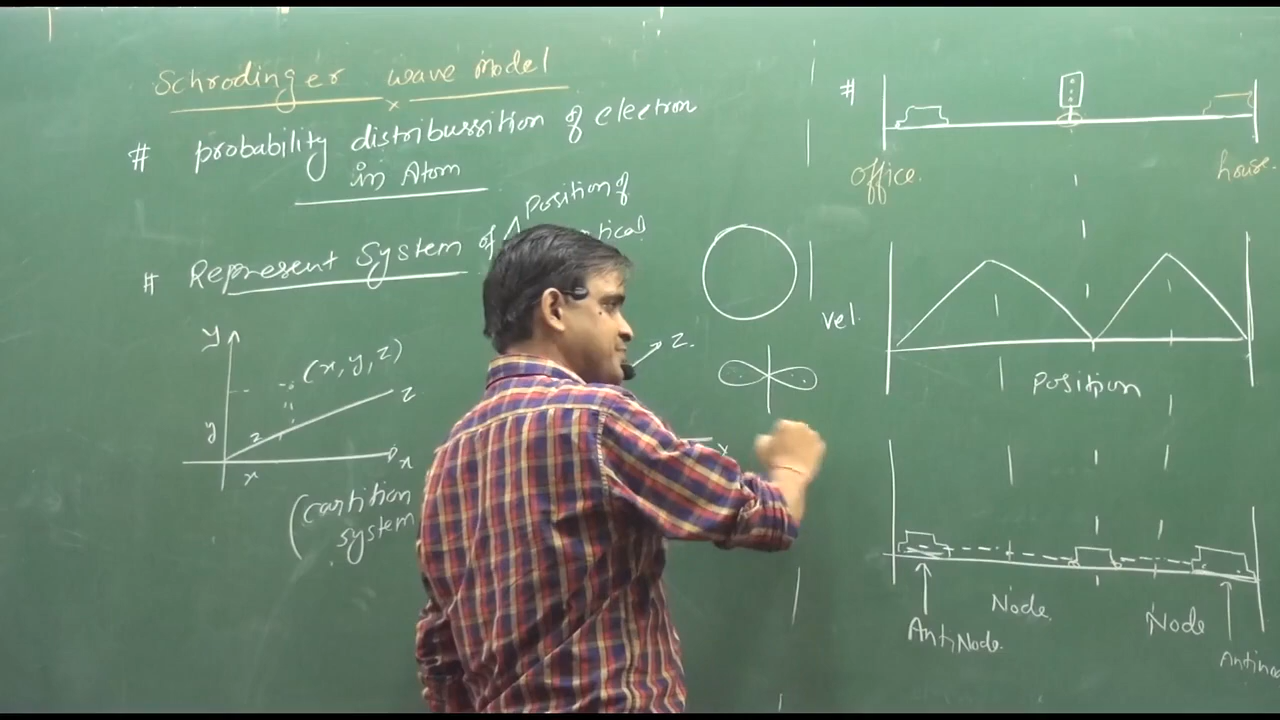 Schrodinger wave Model
# probability distribussition of electron
in Atom
# Represent System of Position of
y
(x, y, z)
z
y
z
x
x
(cartition
system
z.
x
#
office.
house.
vel.
Position
Node
Node
AntiNode.